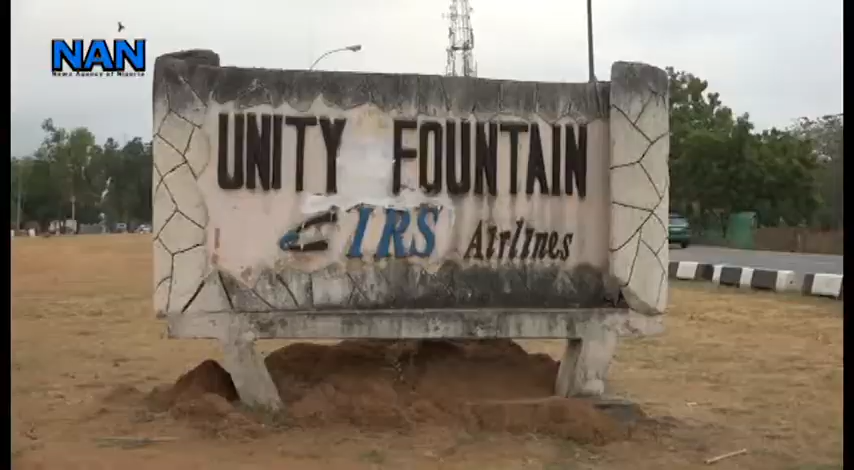 NAN
News Agency of Nigeria
UNITY FOUNTAIN
IRS Airlines